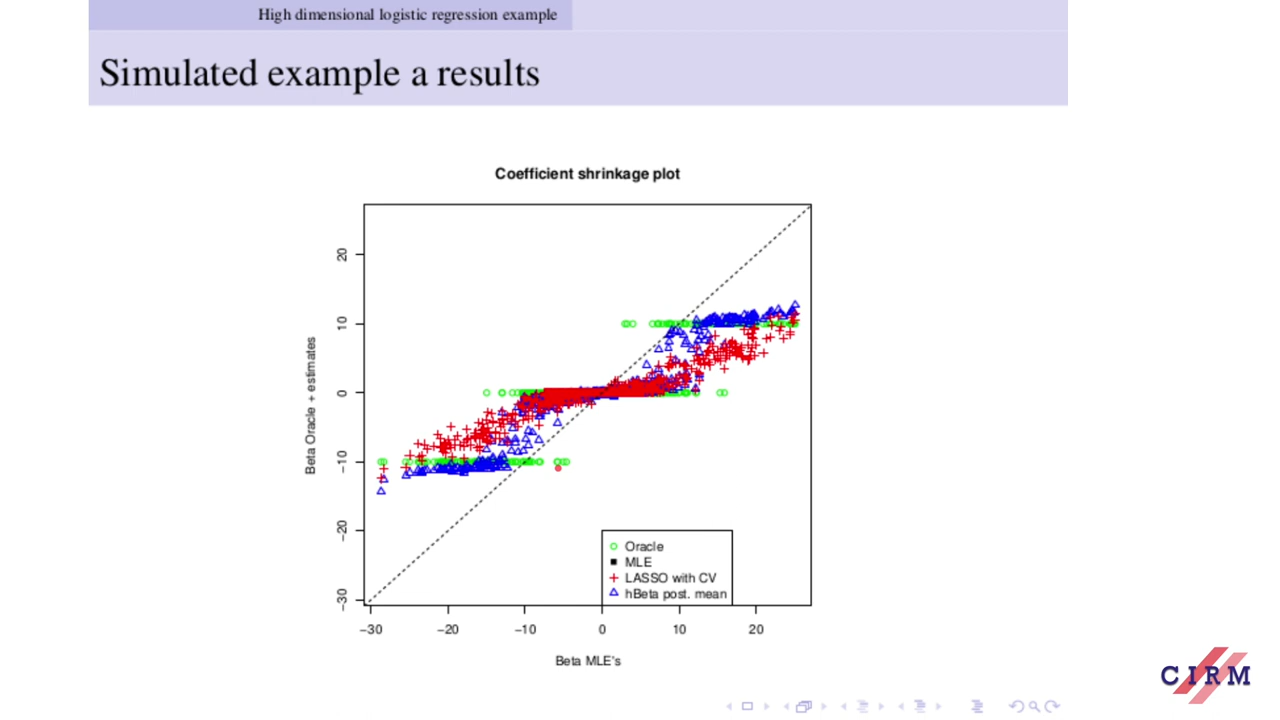 High dimensional logistic regression example
Simulated example a results
Coefficient shrinkage plot
Beta Oracle + estimates
20
10
0
−10
−20
−30
Oracle
MLE
LASSO with CV
hBeta post. mean
−30 −20 −10 0 10 20
Beta MLE's
CIRM